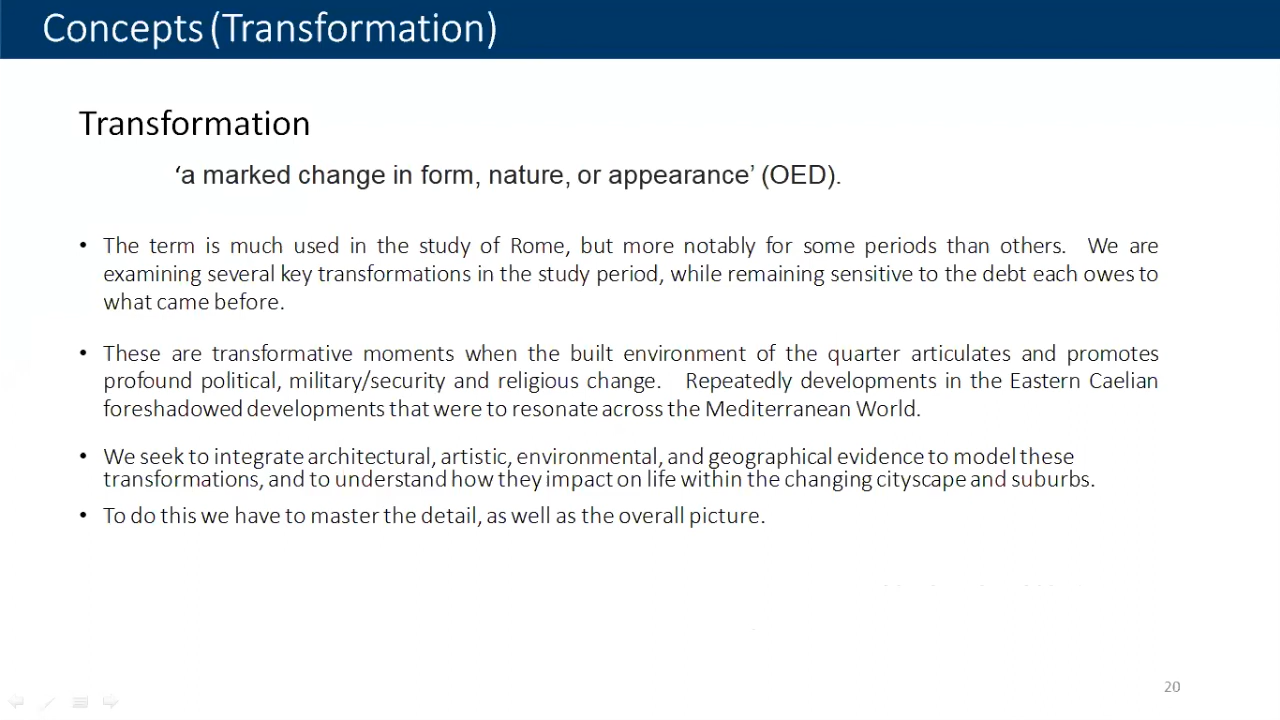 Concepts (Transformation)
Transformation
‘a marked change in form, nature, or appearance’ (OED).
• The term is much used in the study of Rome, but more notably for some periods than others. We are
examining several key transformations in the study period, while remaining sensitive to the debt each owes to
what came before.
• These are transformative moments when the built environment of the quarter articulates and promotes
profound political, military/security and religious change. Repeatedly developments in the Eastern Caelian
foreshadowed developments that were to resonate across the Mediterranean World.
• We seek to integrate architectural, artistic, environmental, and geographical evidence to model these
transformations, and to understand how they impact on life within the changing cityscape and suburbs.
• To do this we have to master the detail, as well as the overall picture.
20